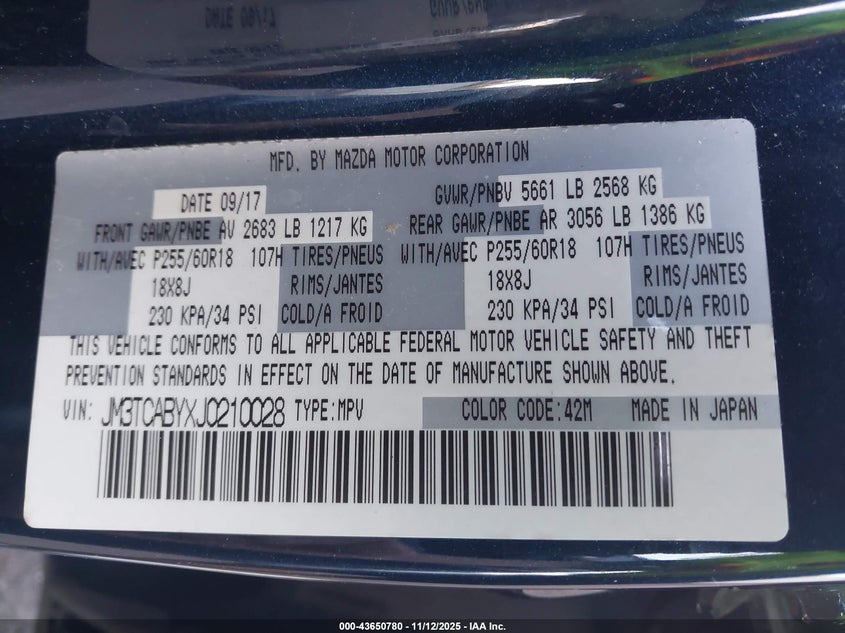 MFD. BY MAZDA MOTOR CORPORATION
DATE 09/17 GVWR/PNBV 5661 LB 2568 KG
FRONT GAWR/PNBE AV 2683 LB 1217 KG REAR GAWR/PNBE AR 3056 LB 1386 KG
WITH/AVEC P255/60R18 107H TIRES/PNEUS WITH/AVEC P255/60R18 107H TIRES/PNEUS
18X8J RIMS/JANTES 18X8J RIMS/JANTES
230 KPA/34 PSI COLD/A FROID 230 KPA/34 PSI COLD/A FROID
THIS VEHICLE CONFORMS TO ALL APPLICABLE FEDERAL MOTOR VEHICLE SAFETY AND THEFT
PREVENTION STANDARDS IN EFFECT ON THE DATE OF MANUFACTURE SHOWN ABOVE.
VIN: JM3TCABYXJ0210028 TYPE:MPV COLOR CODE:42M MADE IN JAPAN
000-43650780 - 11/12/2025 - IAA Inc.